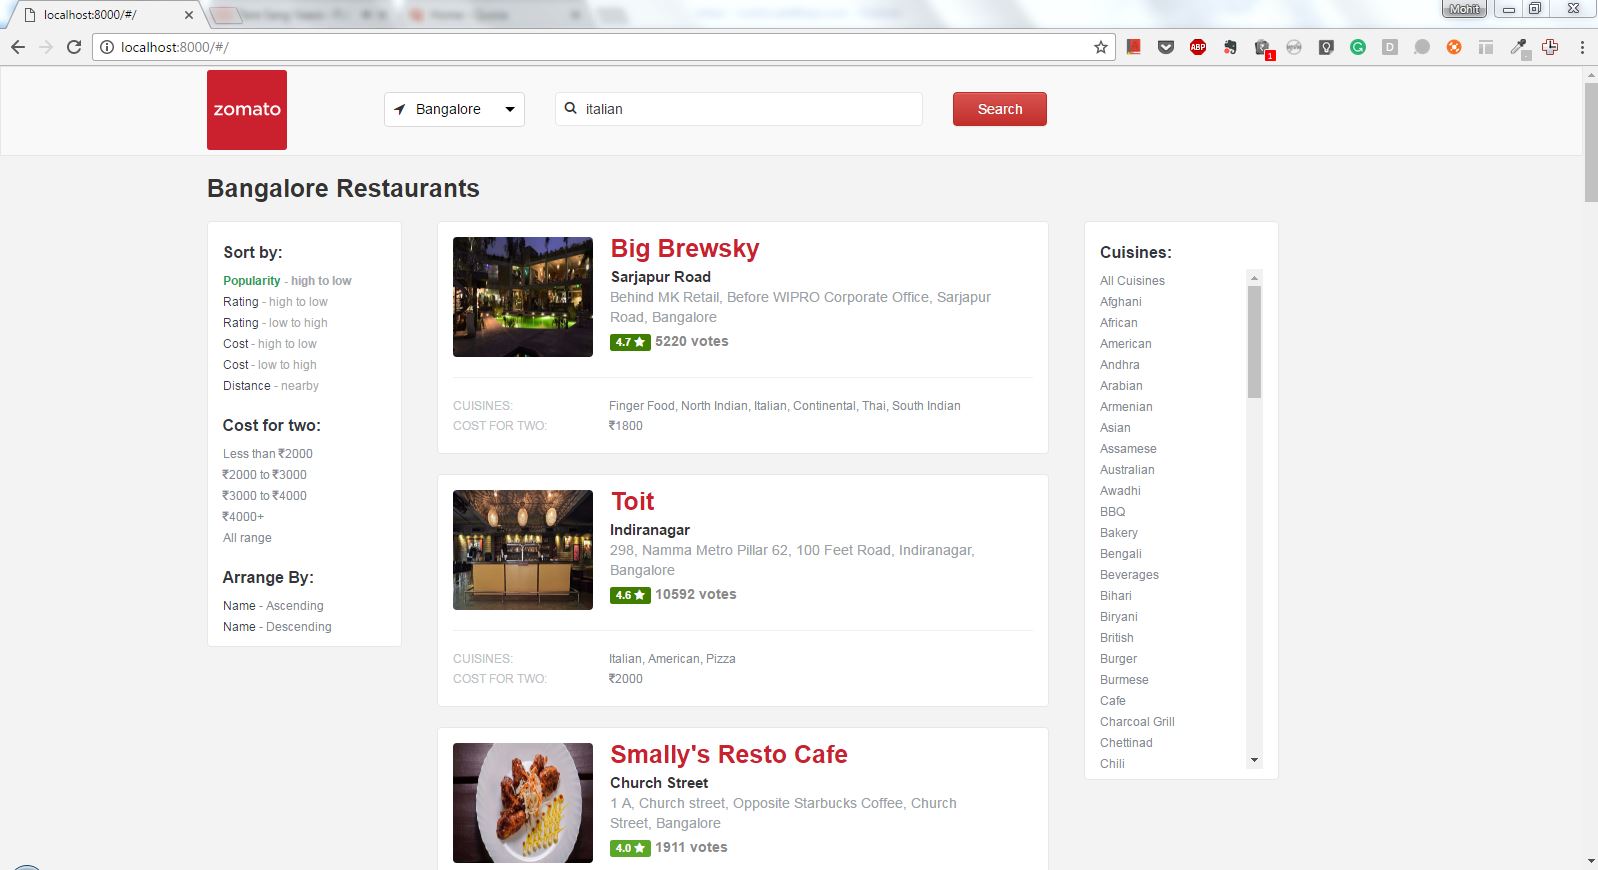 localhost:8000/#/
Mohit
localhost:8000/#/
ABP
1
D
zomato
Bangalore
italian
Search
Bangalore Restaurants
Sort by:
Popularity - high to low
Rating - high to low
Rating - low to high
Cost - high to low
Cost - low to high
Distance - nearby
Cost for two:
Less than ₹2000
₹2000 to ₹3000
₹3000 to ₹4000
₹4000+
All range
Arrange By:
Name - Ascending
Name - Descending
Big Brewsky
Sarjapur Road
Behind MK Retail, Before WIPRO Corporate Office, Sarjapur
Road, Bangalore
4.7 ★ 5220 votes
CUISINES: Finger Food, North Indian, Italian, Continental, Thai, South Indian
COST FOR TWO: ₹1800
Toit
Indiranagar
298, Namma Metro Pillar 62, 100 Feet Road, Indiranagar,
Bangalore
4.6 ★ 10592 votes
CUISINES: Italian, American, Pizza
COST FOR TWO: ₹2000
Smally's Resto Cafe
Church Street
1 A, Church street, Opposite Starbucks Coffee, Church
Street, Bangalore
4.0 ★ 1911 votes
Cuisines:
All Cuisines
Afghani
African
American
Andhra
Arabian
Armenian
Asian
Assamese
Australian
Awadhi
BBQ
Bakery
Bengali
Beverages
Bihari
Biryani
British
Burger
Burmese
Cafe
Charcoal Grill
Chettinad
Chili